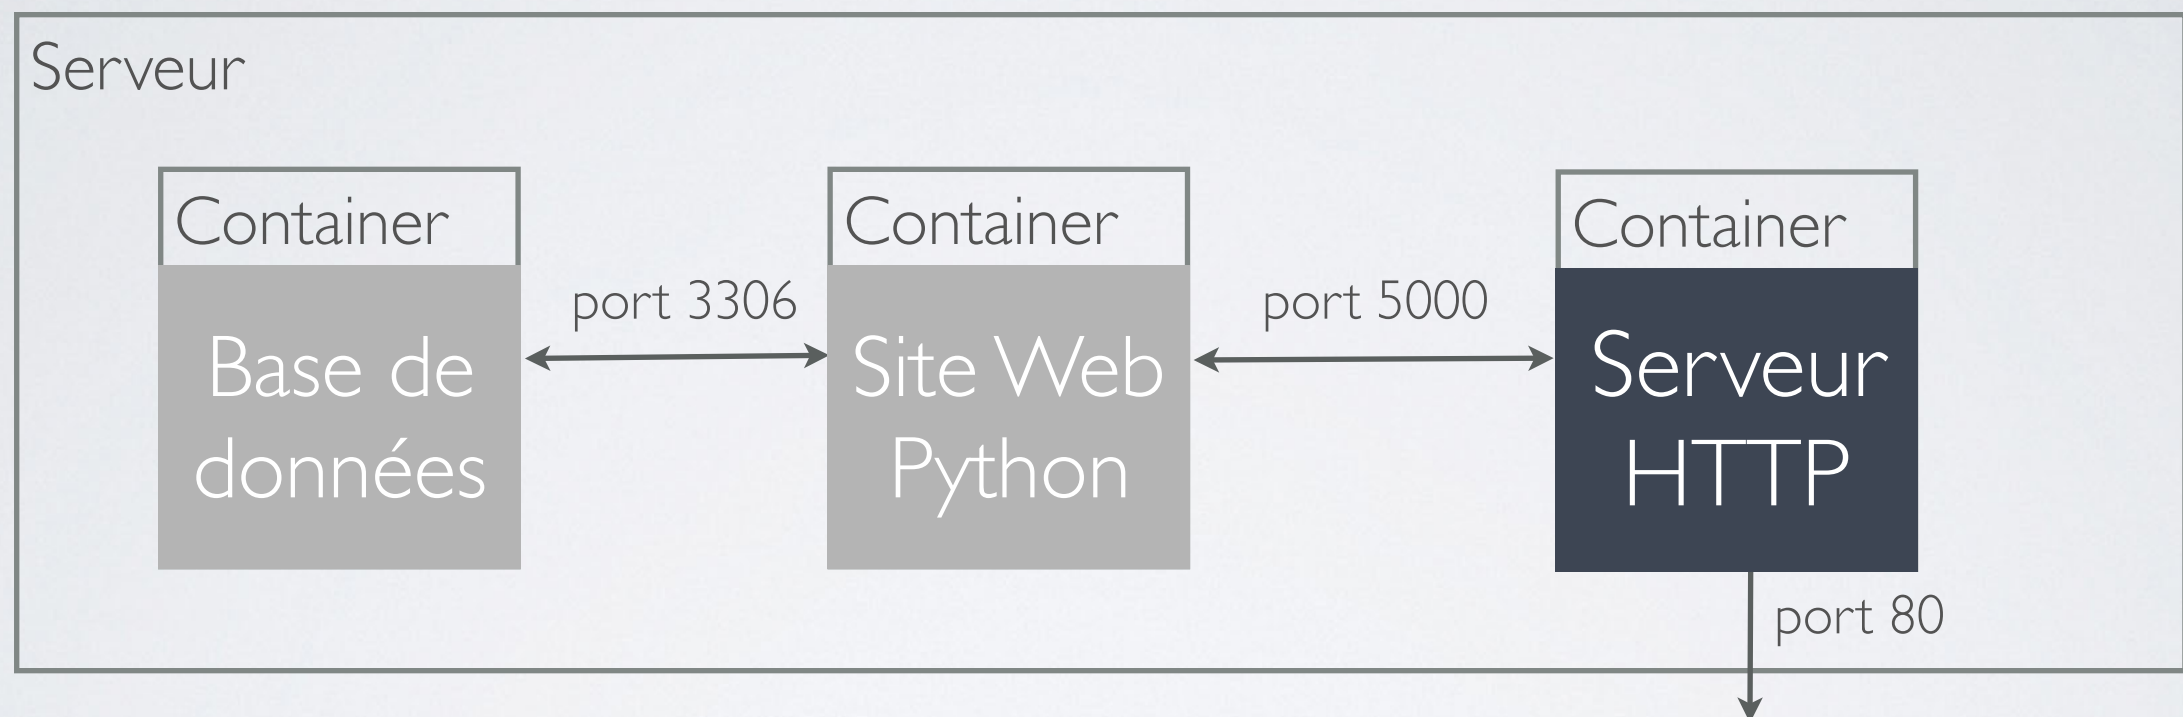 Serveur
Container
Base de
données
port 3306
Container
Site Web
Python
port 5000
Container
Serveur
HTTP
port 80